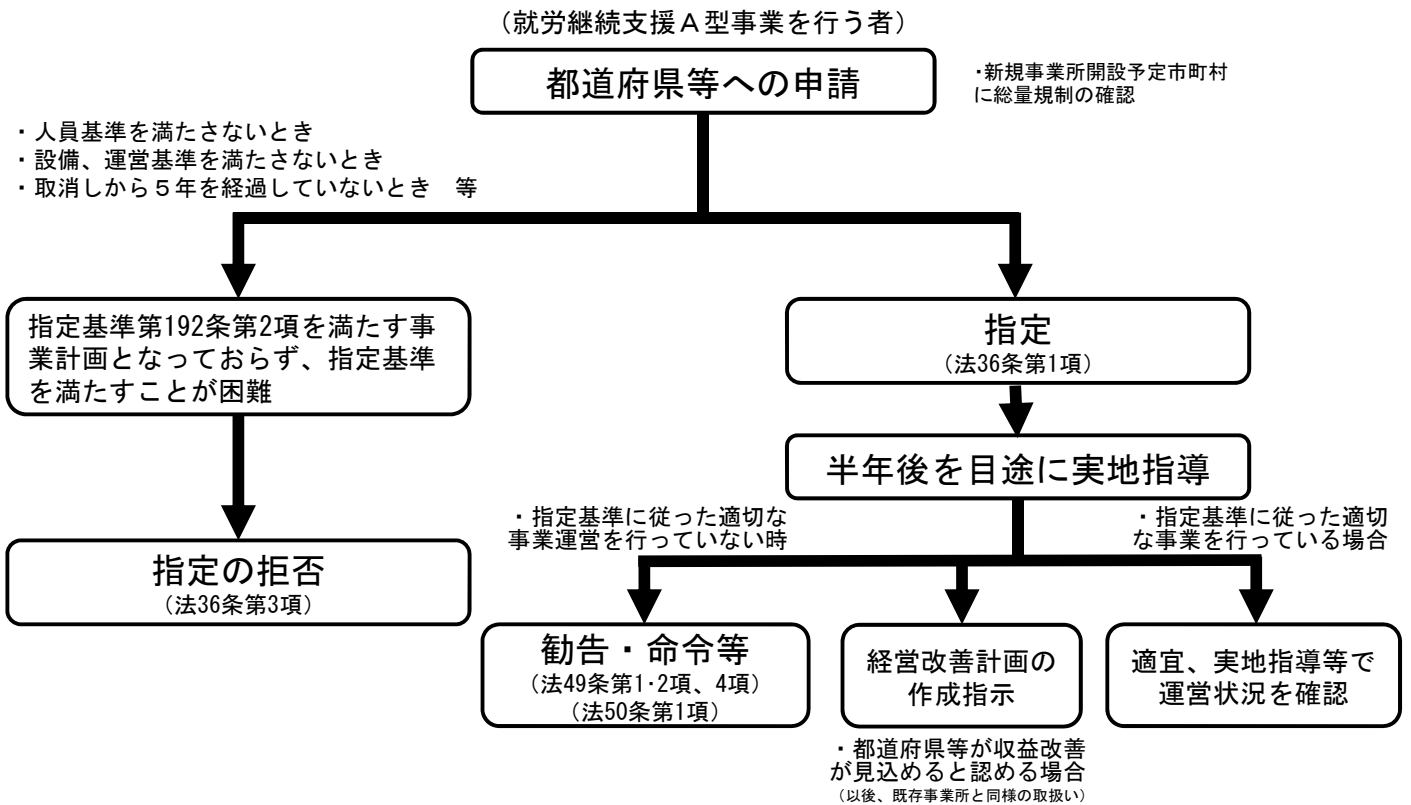 （就労継続支援Ａ型事業を行う者）
都道府県等への申請
・新規事業所開設予定市町村
に総量規制の確認
・人員基準を満たさないとき
・設備、運営基準を満たさないとき
・取消しから５年を経過していないとき　等
指定基準第192条第2項を満たす事
業計画となっておらず、指定基準
を満たすことが困難
指定
（法36条第1項）
半年後を目途に実地指導
・指定基準に従った適切な
事業運営を行っていない時
・指定基準に従った適切
な事業を行っている場合
指定の拒否
（法36条第3項）
勧告・命令等
（法49条第1･2項、4項）
（法50条第1項）
経営改善計画の
作成指示
適宜、実地指導等で
運営状況を確認
・都道府県等が収益改善
が見込めると認める場合
（以後、既存事業所と同様の取扱い）